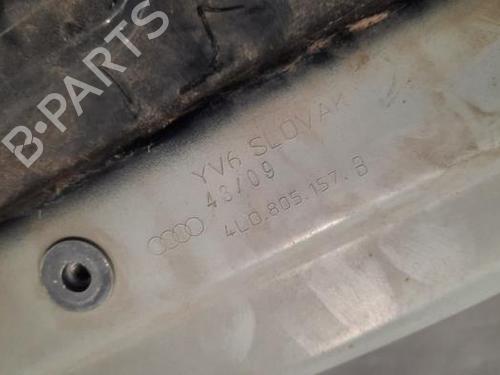 B-PARTS
YV6 SLOVAK
43/09
4L0.805.157.B